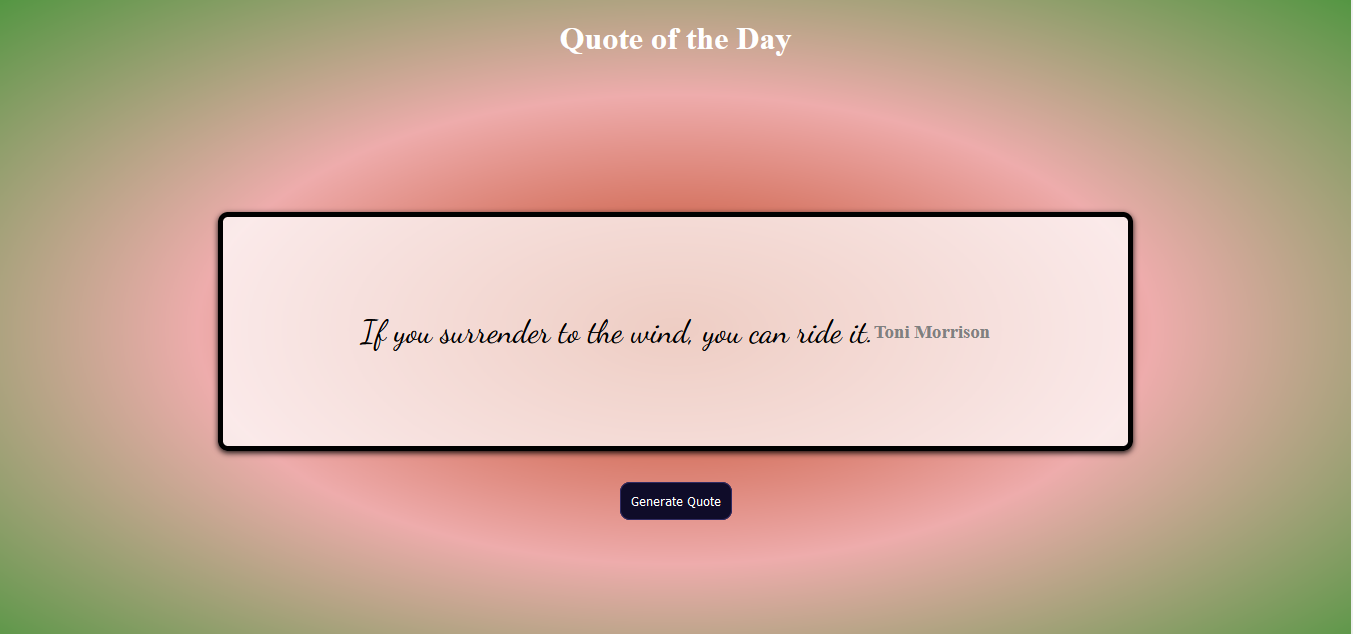 Quote of the Day
If you surrender to the wind, you can ride it. Toni Morrison
Generate Quote